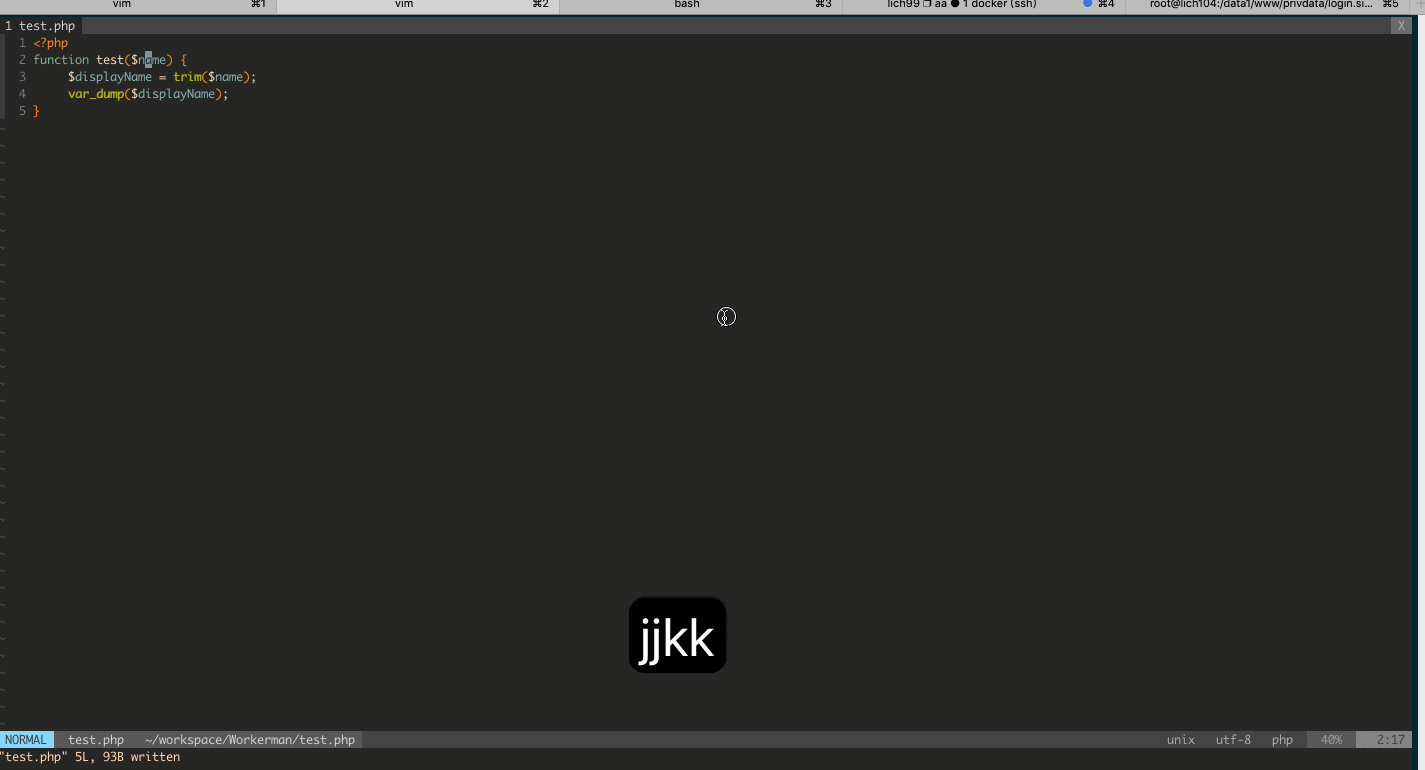 vim ⌘1 vim ⌘2 bash ⌘3 lich99 ❐ aa ● 1 docker (ssh) ⌘4 root@lich104:/data1/www/privdata/login.si... ⌘5
1 test.php X
1 <?php
2 function test($name) {
3 $displayName = trim($name);
4 var_dump($displayName);
5 }
jjkk
NORMAL test.php ~/workspace/Workerman/test.php unix utf-8 php 40% 2:17
"test.php" 5L, 93B written